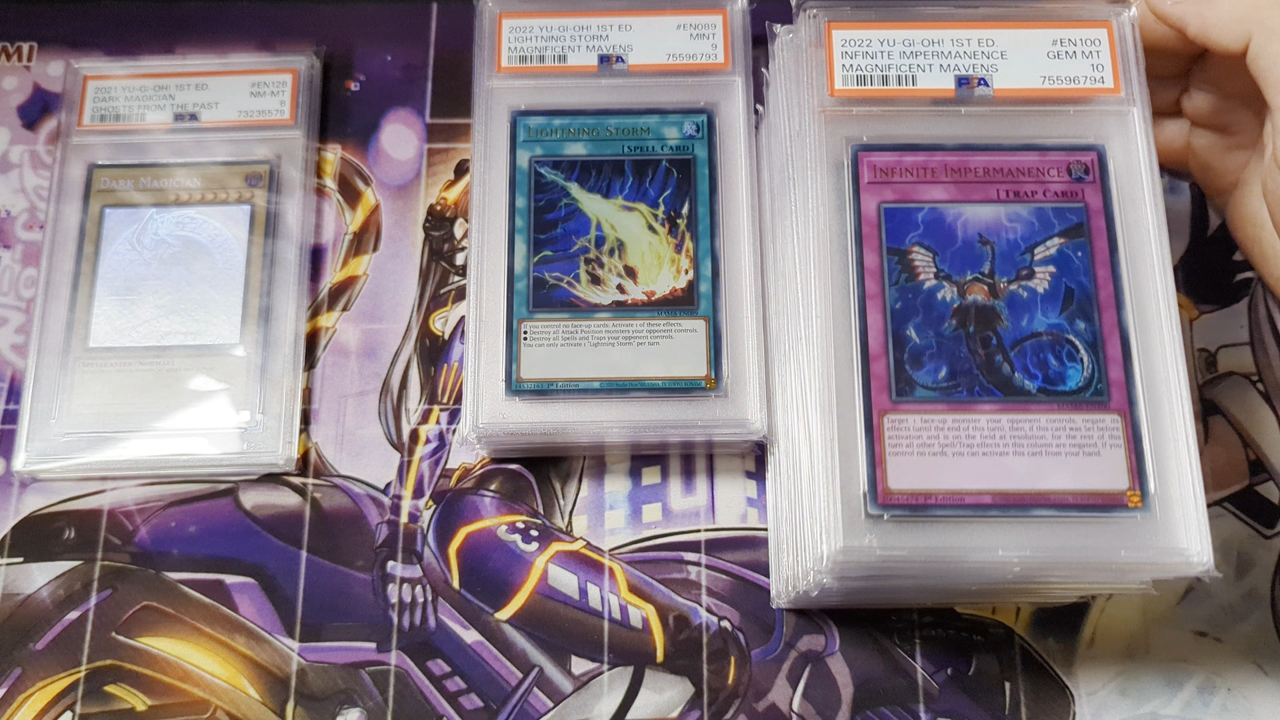 AMI
2021 YU-GI-OH! 1ST ED. #EN128
DARK MAGICIAN NM-MT
GHOSTS FROM THE PAST 8
PSA 73235579
DARK MAGICIAN
2022 YU-GI-OH! 1ST ED. #EN089
LIGHTNING STORM MINT
MAGNIFICENT MAVENS 9
PSA 75596793
LIGHTNING STORM
[SPELL CARD]
MAMA-EN089
If you control no face-up cards: Activate 1 of these effects;
● Destroy all Attack Position monsters your opponent controls.
● Destroy all Spells and Traps your opponent controls.
You can only activate 1 "Lightning Storm" per turn.
1st Edition
2022 YU-GI-OH! 1ST ED. #EN100
INFINITE IMPERMANENCE GEM MT
MAGNIFICENT MAVENS 10
PSA 75596794
INFINITE IMPERMANENCE
[TRAP CARD]
MAMA-EN100
Target 1 face-up monster your opponent controls; negate its
effects (until the end of this turn), then, if this card was Set before
activation and is on the field at resolution, for the rest of this
turn all other Spell/Trap effects in this column are negated. If you
control no cards, you can activate this card from your hand.
1st Edition